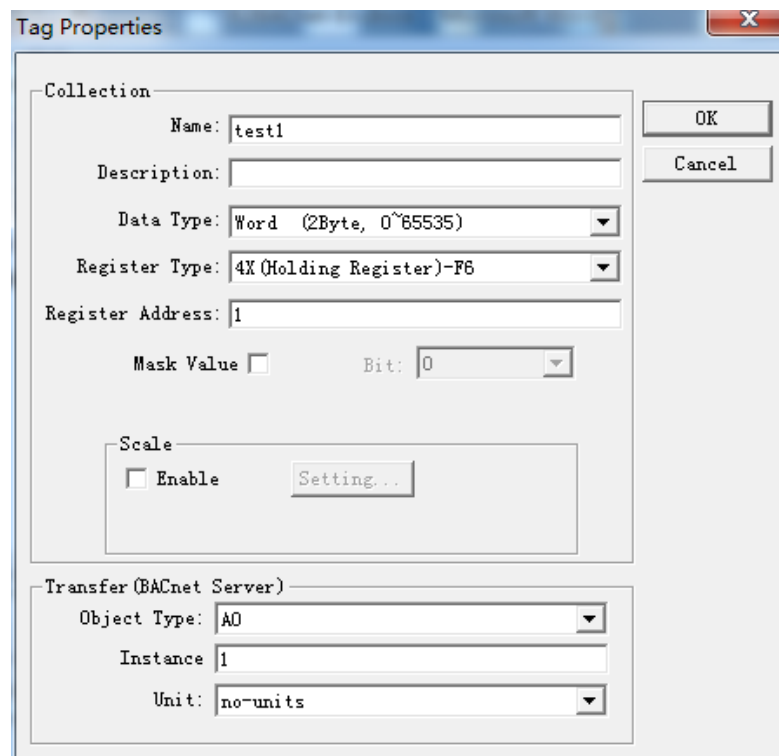 Tag Properties
Collection
Name: test1
OK
Description:
Cancel
Data Type: Word (2Byte, 0~65535)
Register Type: 4X(Holding Register)-F6
Register Address: 1
Mask Value
Bit: 0
Scale
Enable
Setting...
Transfer(BACnet Server)
Object Type: AO
Instance 1
Unit: no-units